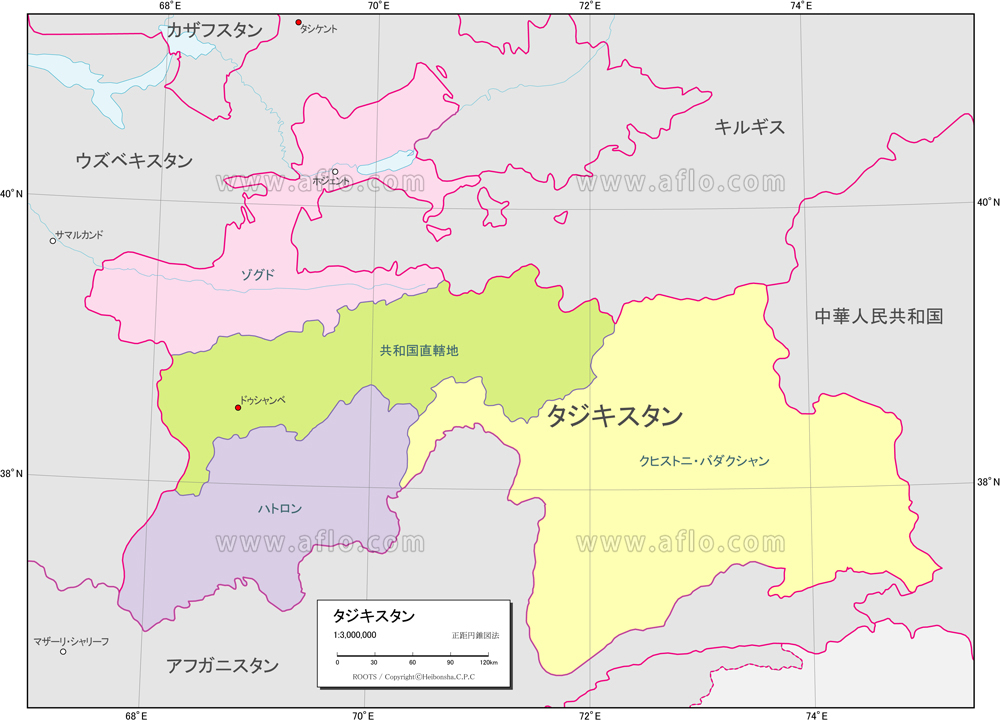 68°E
70°E
72°E
74°E
カザフスタン
タシケント
キルギス
ウズベキスタン
www.aflo.com
www.aflo.com
ホジェント
40°N
40°N
サマルカンド
ゾグド
中華人民共和国
共和国直轄地
ドゥシャンベ
タジキスタン
クヒストニ・バダクシャン
38°N
38°N
ハトロン
www.aflo.com
www.aflo.com
タジキスタン
1:3,000,000
正距円錐図法
0 30 60 90 120km
ROOTS / Copyright©Heibonsha.C.P.C
マザーリ・シャリーフ
アフガニスタン
68°E
70°E
72°E
74°E